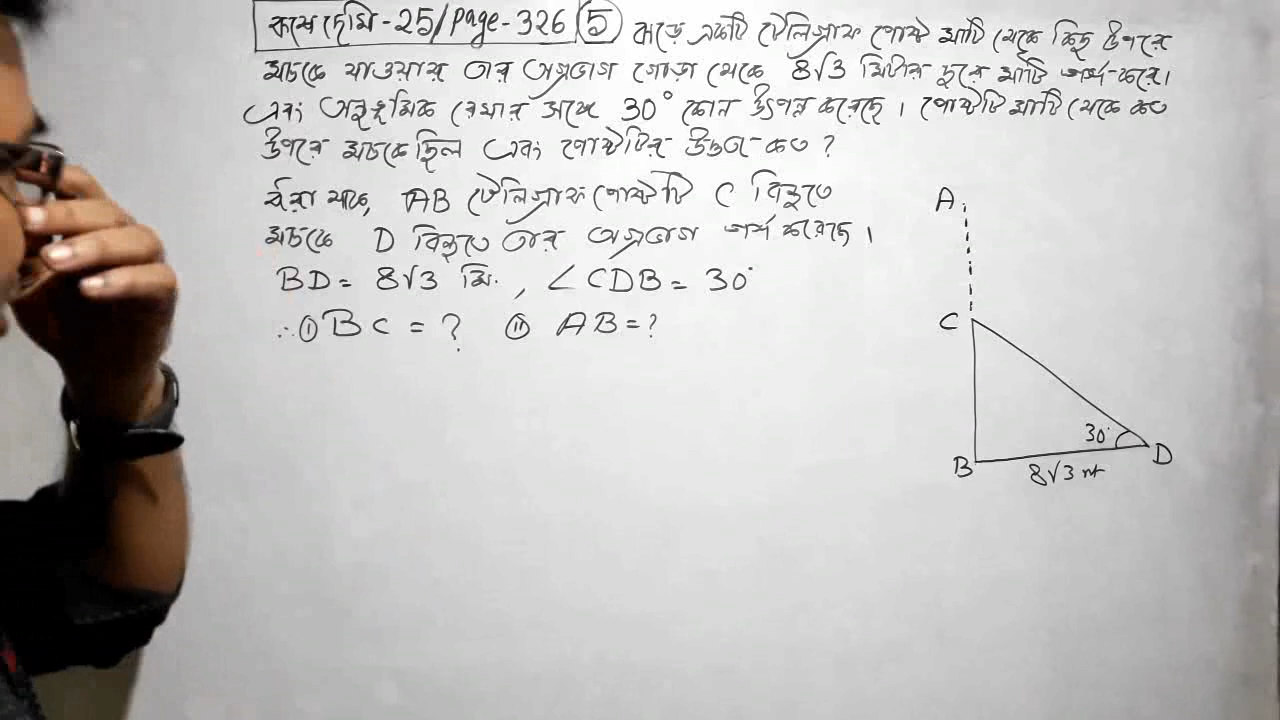 কষে দেখি-25/Page-326 (5) ঝড়ে একটি টেলিগ্রাফ পোস্ট মাটি থেকে কিছু উপরে
মচকে যাওয়ায় তার অগ্রভাগ গোড়া থেকে 8√3 মিটার দূরে মাটি স্পর্শ করে।
এবং অনুভূমিক রেখার সঙ্গে 30° কোণ উৎপন্ন করেছে। পোস্টটি মাটি থেকে কত
উপরে মচকেছিল এবং পোস্টটির উচ্চতা কত?
ধরা যাক, AB টেলিগ্রাফ পোস্টটি C বিন্দুতে
মচকে D বিন্দুতে তার অগ্রভাগ স্পর্শ করেছে।
BD = 8√3 মি., ∠CDB = 30°
∴ (i) BC = ? (ii) AB = ?
A
C
30°
B
D
8√3 মি